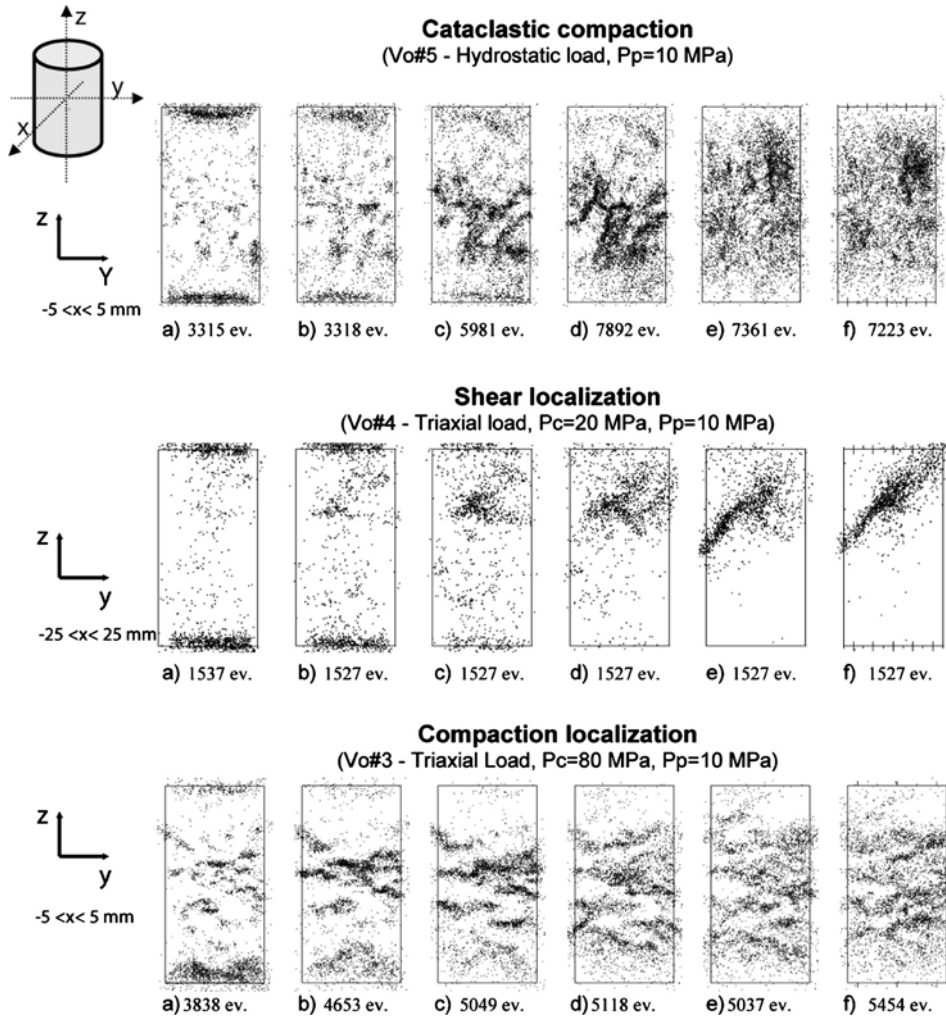 Cataclastic compaction
(Vo#5 - Hydrostatic load, Pp=10 MPa)
z
y
x
z
Y
-5 <x< 5 mm
a) 3315 ev. b) 3318 ev. c) 5981 ev. d) 7892 ev. e) 7361 ev. f) 7223 ev.
Shear localization
(Vo#4 - Triaxial load, Pc=20 MPa, Pp=10 MPa)
z
y
-25 <x< 25 mm
a) 1537 ev. b) 1527 ev. c) 1527 ev. d) 1527 ev. e) 1527 ev. f) 1527 ev.
Compaction localization
(Vo#3 - Triaxial Load, Pc=80 MPa, Pp=10 MPa)
z
y
-5 <x< 5 mm
a) 3838 ev. b) 4653 ev. c) 5049 ev. d) 5118 ev. e) 5037 ev. f) 5454 ev.